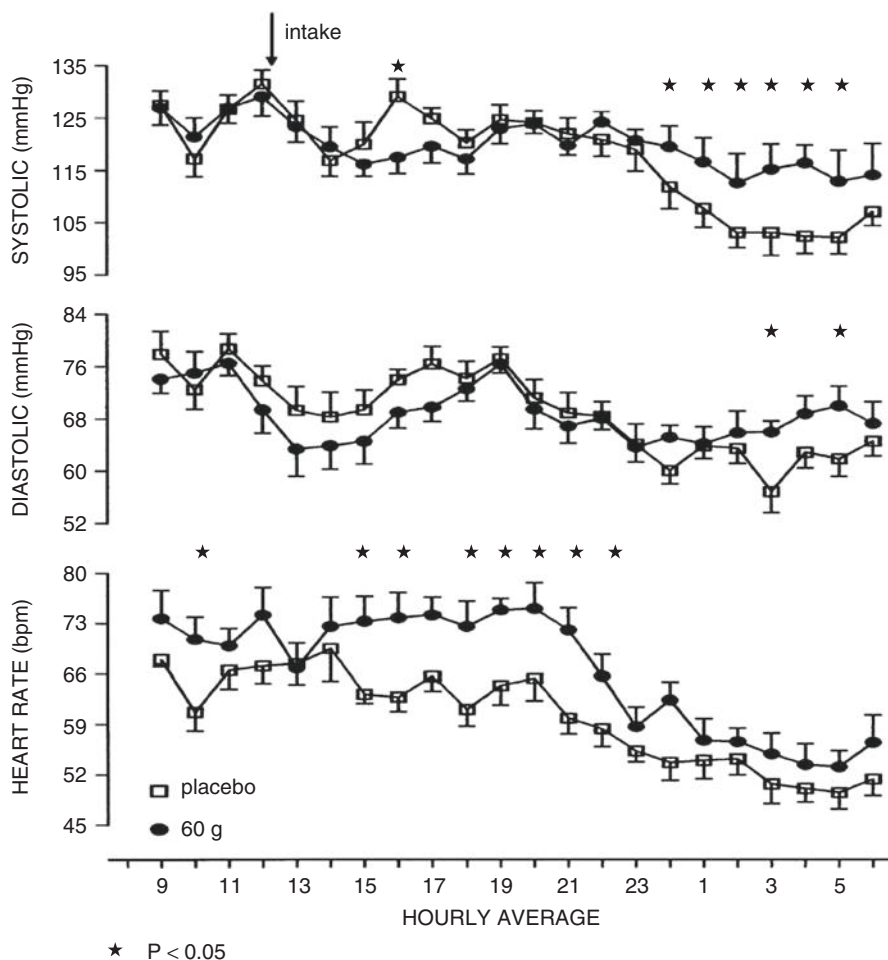 intake
SYSTOLIC (mmHg)
135
125
115
105
95
DIASTOLIC (mmHg)
84
76
68
60
52
HEART RATE (bpm)
80
73
66
59
52
45
placebo
60 g
9 11 13 15 17 19 21 23 1 3 5
HOURLY AVERAGE
★ P < 0.05